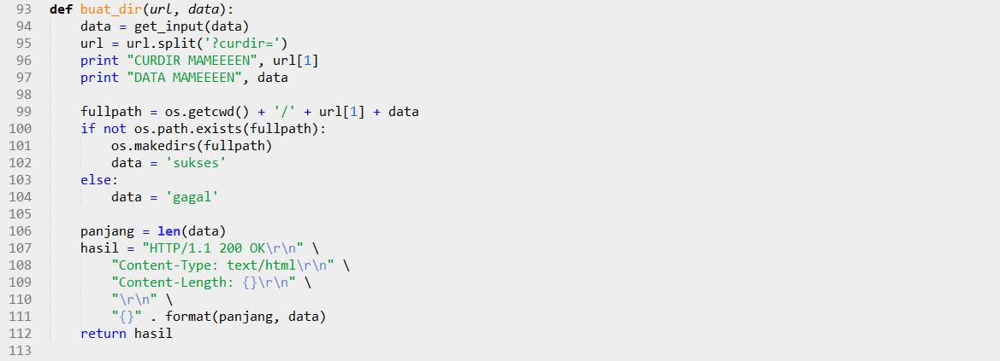 93 def buat_dir(url, data):
94     data = get_input(data)
95     url = url.split('?curdir=')
96     print "CURDIR MAMEEEEN", url[1]
97     print "DATA MAMEEEEN", data
98
99     fullpath = os.getcwd() + '/' + url[1] + data
100     if not os.path.exists(fullpath):
101         os.makedirs(fullpath)
102         data = 'sukses'
103     else:
104         data = 'gagal'
105
106     panjang = len(data)
107     hasil = "HTTP/1.1 200 OK\r\n" \
108         "Content-Type: text/html\r\n" \
109         "Content-Length: {}\r\n" \
110         "\r\n" \
111         "{}" . format(panjang, data)
112     return hasil
113